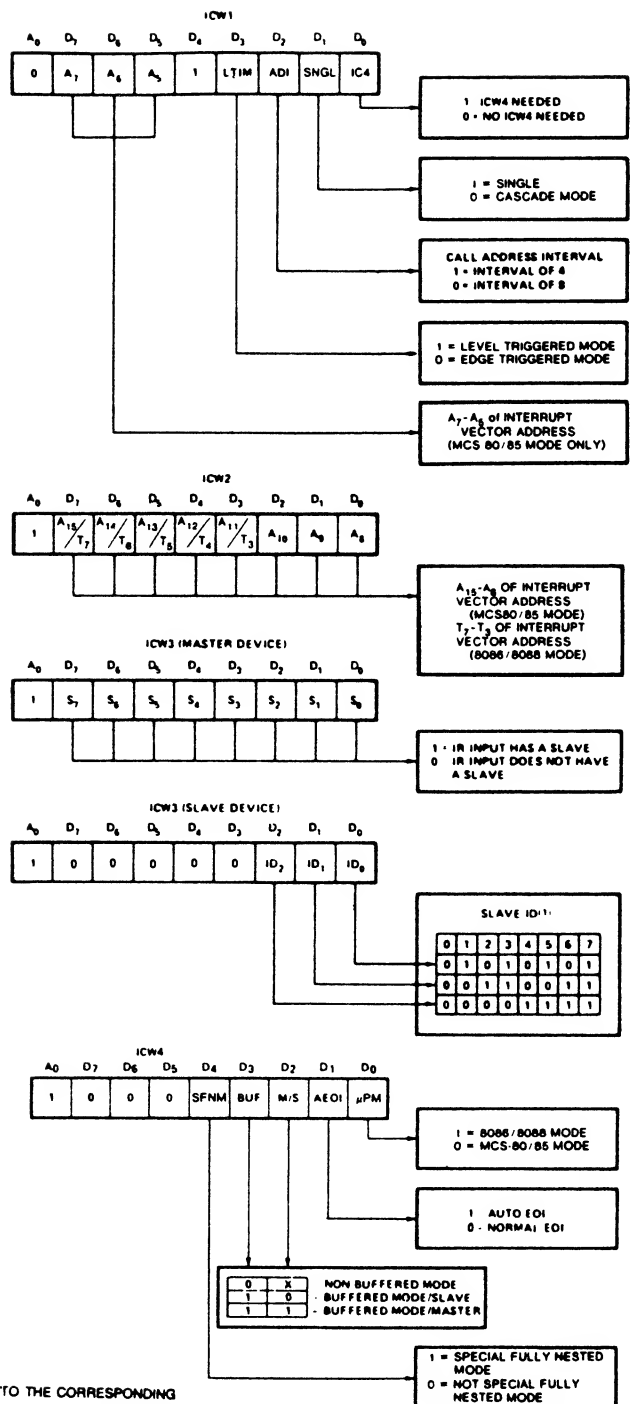 ICW1
A0 D7 D6 D5 D4 D3 D2 D1 D0
0 A7 A6 A5 1 LTIM ADI SNGL IC4
1 ICW4 NEEDED
0 = NO ICW4 NEEDED
1 = SINGLE
0 = CASCADE MODE
CALL ADDRESS INTERVAL
1 = INTERVAL OF 4
0 = INTERVAL OF 8
1 = LEVEL TRIGGERED MODE
0 = EDGE TRIGGERED MODE
A7-A5 of INTERRUPT
VECTOR ADDRESS
(MCS 80/85 MODE ONLY)
ICW2
A0 D7 D6 D5 D4 D3 D2 D1 D0
1 A15/T7 A14/T6 A13/T5 A12/T4 A11/T3 A10 A9 A8
A15-A8 OF INTERRUPT
VECTOR ADDRESS
(MCS80/85 MODE)
T7-T3 OF INTERRUPT
VECTOR ADDRESS
(8086/8088 MODE)
ICW3 (MASTER DEVICE)
A0 D7 D6 D5 D4 D3 D2 D1 D0
1 S7 S6 S5 S4 S3 S2 S1 S0
1 - IR INPUT HAS A SLAVE
0 IR INPUT DOES NOT HAVE
A SLAVE
ICW3 (SLAVE DEVICE)
A0 D7 D6 D5 D4 D3 D2 D1 D0
1 0 0 0 0 0 ID2 ID1 ID0
SLAVE ID(1)
0 1 2 3 4 5 6 7
0 1 0 1 0 1 0 1
0 0 1 1 0 0 1 1
0 0 0 0 1 1 1 1
ICW4
A0 D7 D6 D5 D4 D3 D2 D1 D0
1 0 0 0 SFNM BUF M/S AEOI μPM
1 = 8086/8088 MODE
0 = MCS-80/85 MODE
1 AUTO EOI
0 - NORMAL EOI
0 X - NON BUFFERED MODE
1 0 - BUFFERED MODE/SLAVE
1 1 - BUFFERED MODE/MASTER
1 = SPECIAL FULLY NESTED
MODE
0 = NOT SPECIAL FULLY
NESTED MODE
TO THE CORRESPONDING